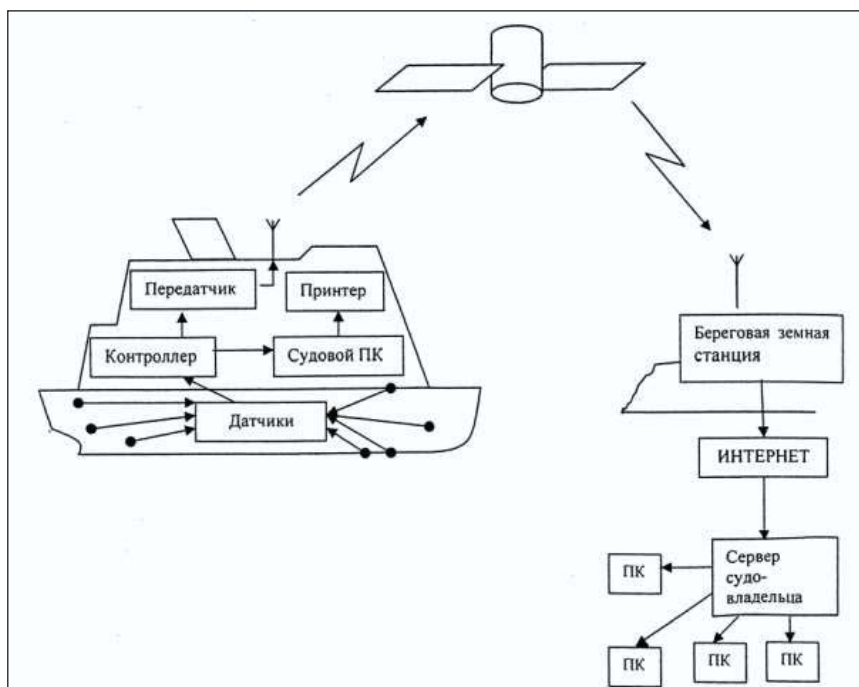 Передатчик
Принтер
Контроллер
Судовой ПК
Датчики
Береговая земная
станция
ИНТЕРНЕТ
Сервер
судо-
владельца
ПК
ПК
ПК
ПК